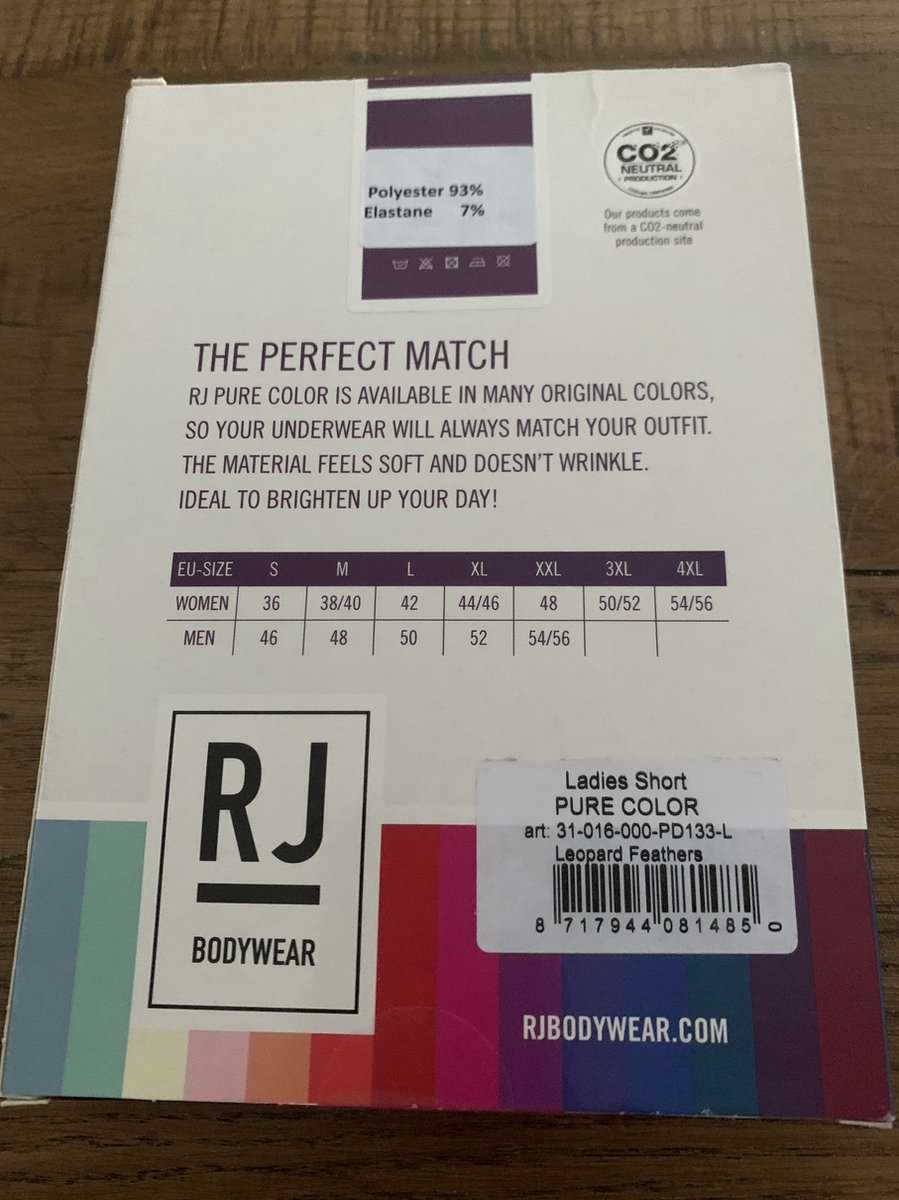 Polyester 93%
Elastane 7%
CO2
NEUTRAL
PRODUCTION
Our products come
from a CO2-neutral
production site
THE PERFECT MATCH
RJ PURE COLOR IS AVAILABLE IN MANY ORIGINAL COLORS,
SO YOUR UNDERWEAR WILL ALWAYS MATCH YOUR OUTFIT.
THE MATERIAL FEELS SOFT AND DOESN'T WRINKLE.
IDEAL TO BRIGHTEN UP YOUR DAY!
EU-SIZE S M L XL XXL 3XL 4XL
WOMEN 36 38/40 42 44/46 48 50/52 54/56
MEN 46 48 50 52 54/56
RJ
BODYWEAR
Ladies Short
PURE COLOR
art: 31-016-000-PD133-L
Leopard Feathers
8 717944 081485 0
RJBODYWEAR.COM